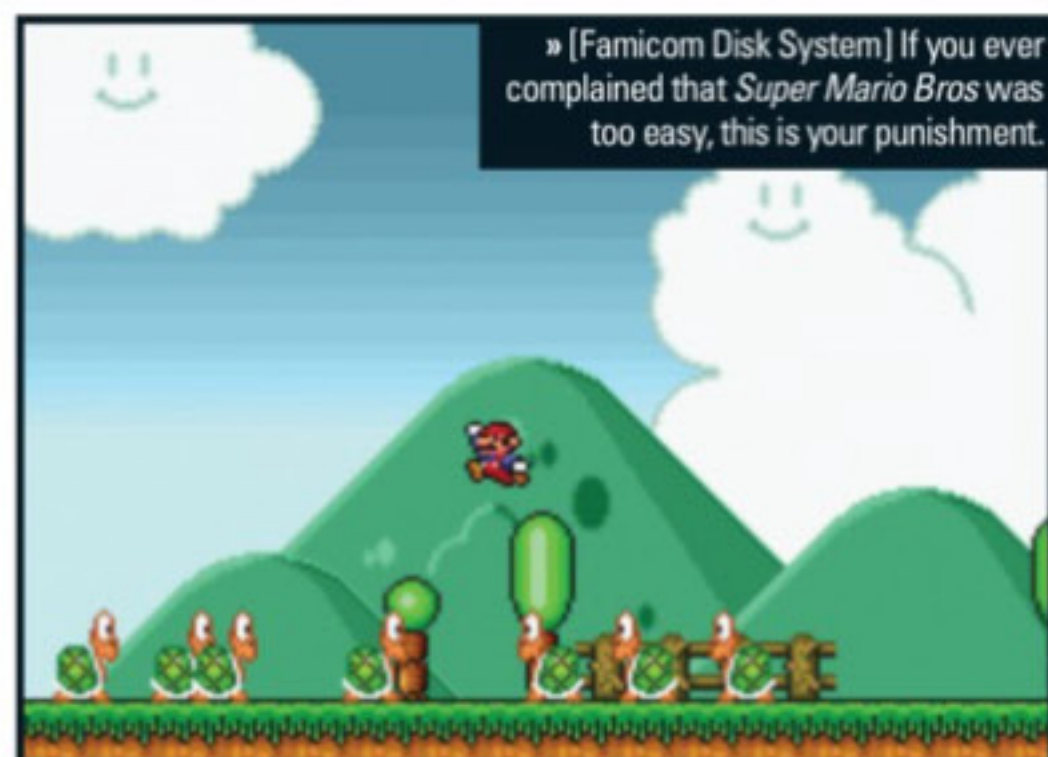 » [Famicom Disk System] If you ever
complained that Super Mario Bros was
too easy, this is your punishment.